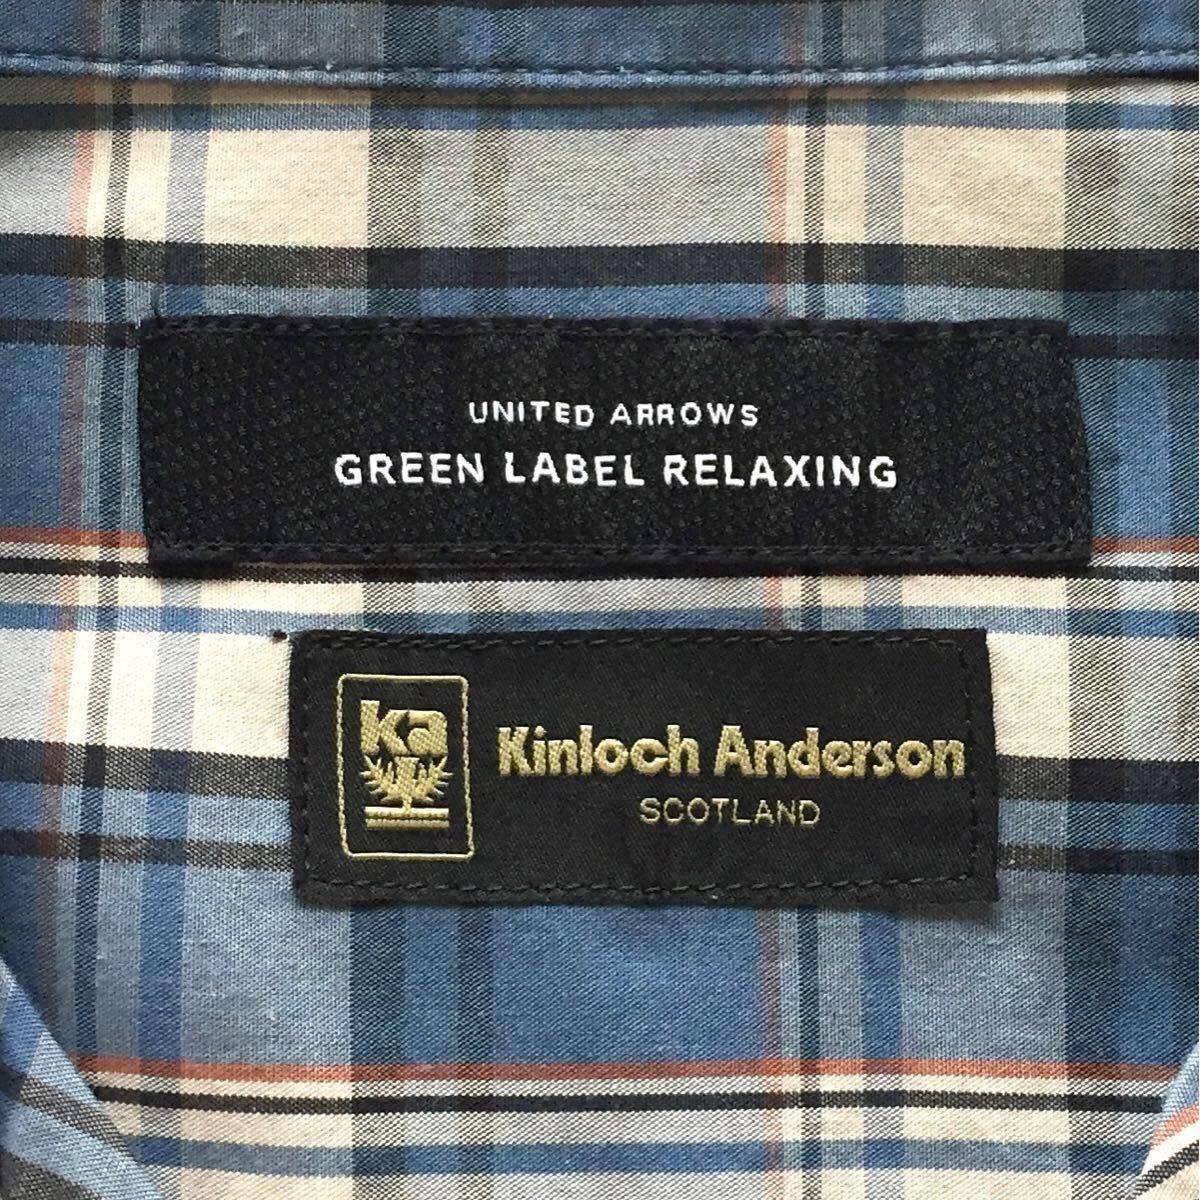 UNITED ARROWS
GREEN LABEL RELAXING
ka
Kinloch Anderson
SCOTLAND